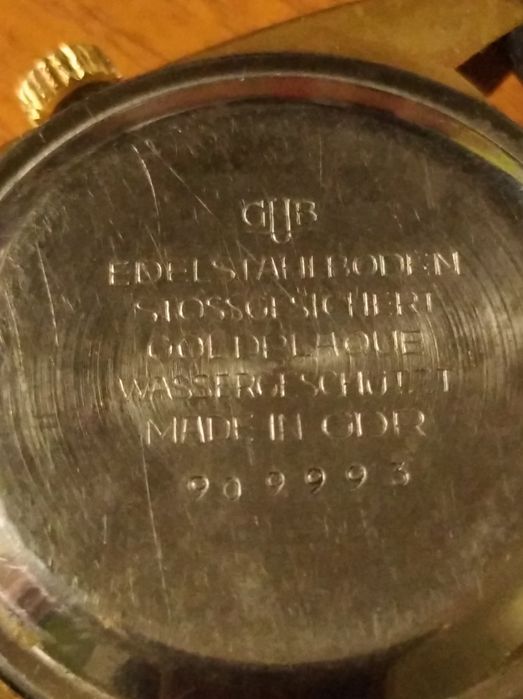 GUB
EDELSTAHLBODEN
STOSSGESICHERT
GOLDPLAQUE
WASSERGESCHÜTZT
MADE IN GDR
909993